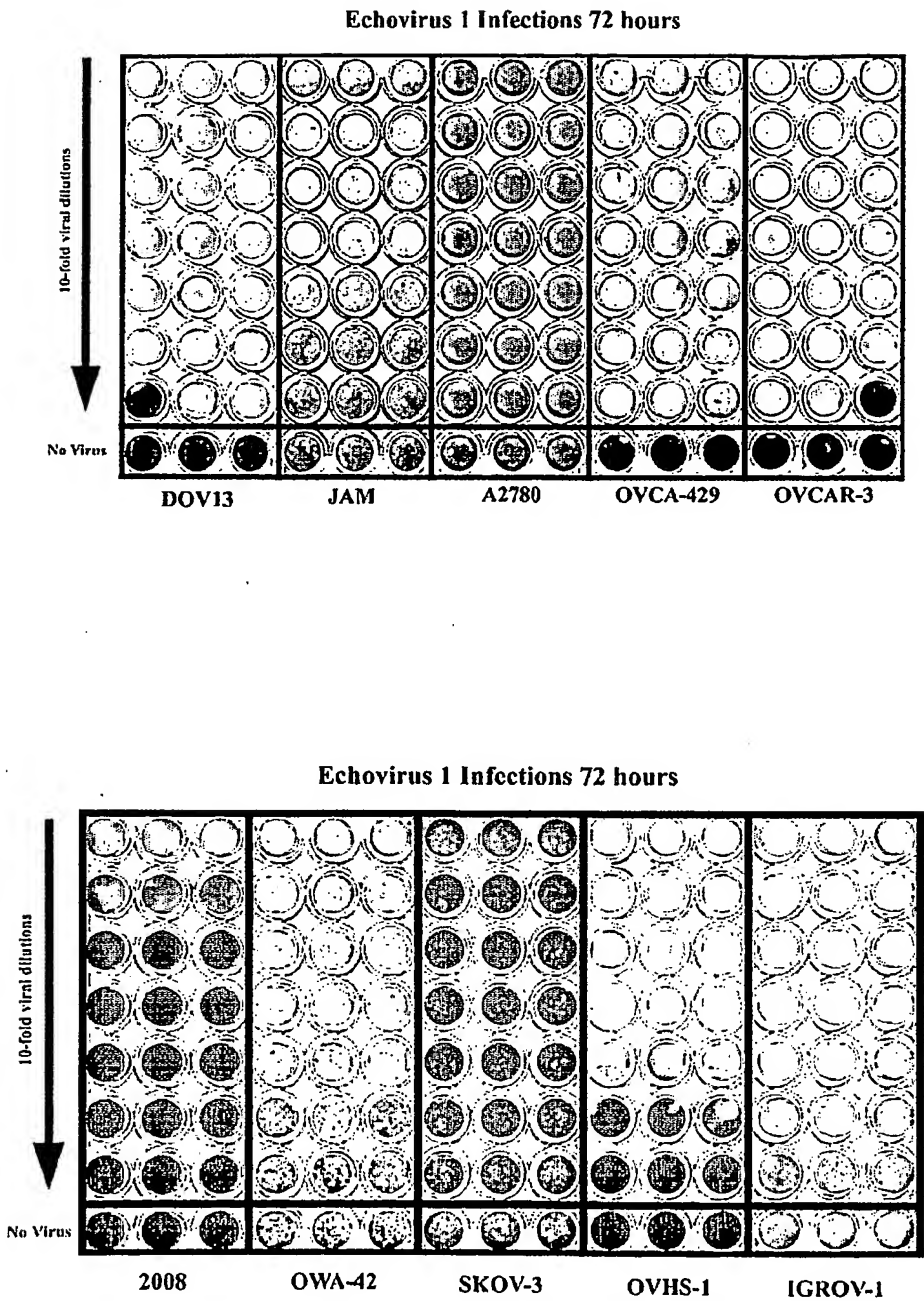 Echovirus 1 Infections 72 hours
10-fold viral dilutions
No Virus
DOV13 JAM A2780 OVCA-429 OVCAR-3
Echovirus 1 Infections 72 hours
10-fold viral dilutions
No Virus
2008 OWA-42 SKOV-3 OVHS-1 IGROV-1